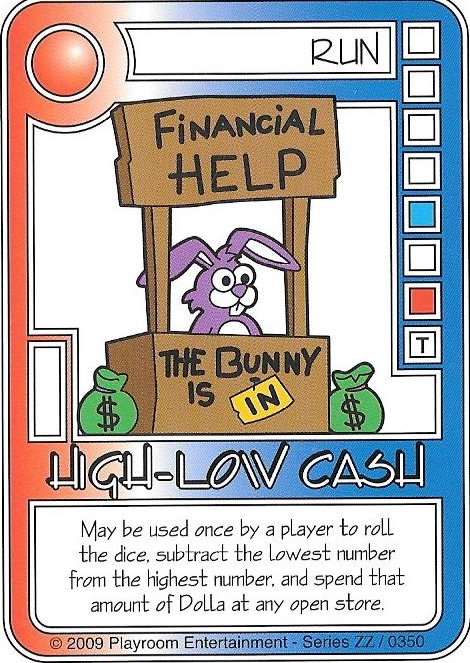 RUN
FiNANCiAL
HELP
THE BUNNY
IS IN
$ $
T
HIGH-LOW CASH
May be used once by a player to roll
the dice, subtract the lowest number
from the highest number, and spend that
amount of Dolla at any open store.
© 2009 Playroom Entertainment - Series ZZ / 0350